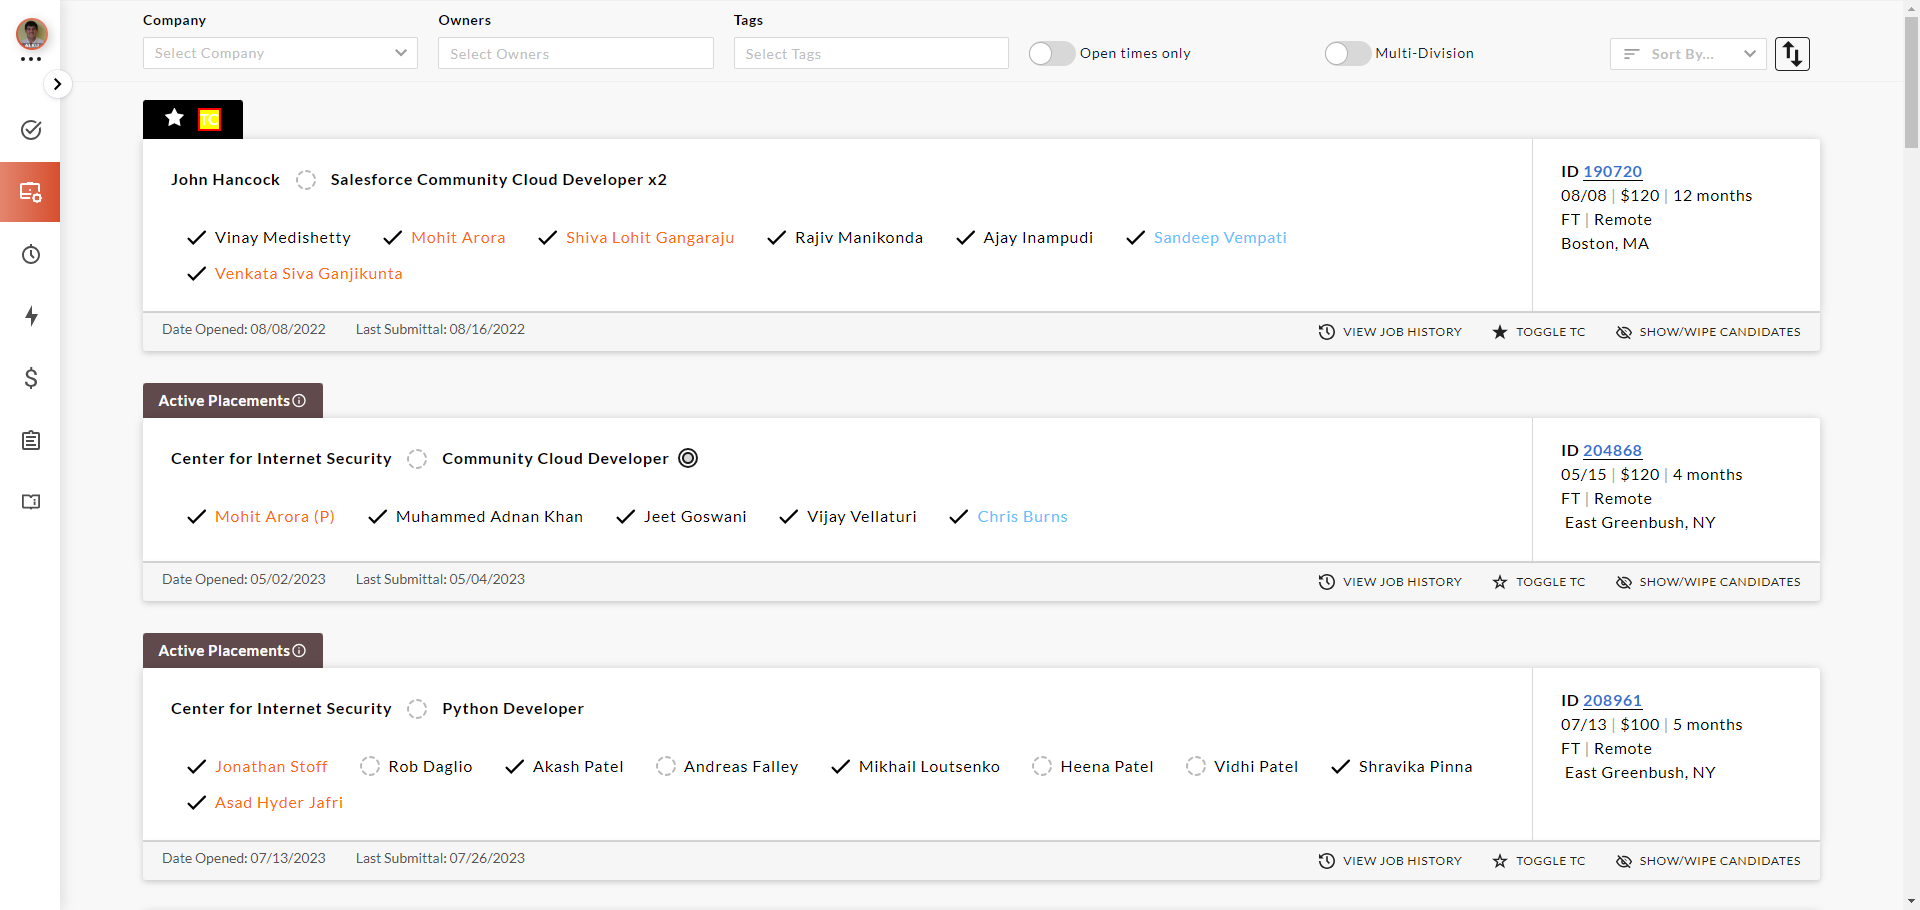 Company
Owners
Tags
Select Company
Select Owners
Select Tags
Open times only
Multi-Division
Sort By...
TC
John Hancock Salesforce Community Cloud Developer x2
Vinay Medishetty Mohit Arora Shiva Lohit Gangaraju Rajiv Manikonda Ajay Inampudi Sandeep Vempati
Venkata Siva Ganjikunta
ID 190720
08/08 | $120 | 12 months
FT | Remote
Boston, MA
Date Opened: 08/08/2022 Last Submittal: 08/16/2022
VIEW JOB HISTORY TOGGLE TC SHOW/WIPE CANDIDATES
Active Placements
Center for Internet Security Community Cloud Developer
Mohit Arora (P) Muhammed Adnan Khan Jeet Goswani Vijay Vellaturi Chris Burns
ID 204868
05/15 | $120 | 4 months
FT | Remote
East Greenbush, NY
Date Opened: 05/02/2023 Last Submittal: 05/04/2023
VIEW JOB HISTORY TOGGLE TC SHOW/WIPE CANDIDATES
Active Placements
Center for Internet Security Python Developer
Jonathan Stoff Rob Daglio Akash Patel Andreas Falley Mikhail Loutsenko Heena Patel Vidhi Patel Shravika Pinna
Asad Hyder Jafri
ID 208961
07/13 | $100 | 5 months
FT | Remote
East Greenbush, NY
Date Opened: 07/13/2023 Last Submittal: 07/26/2023
VIEW JOB HISTORY TOGGLE TC SHOW/WIPE CANDIDATES